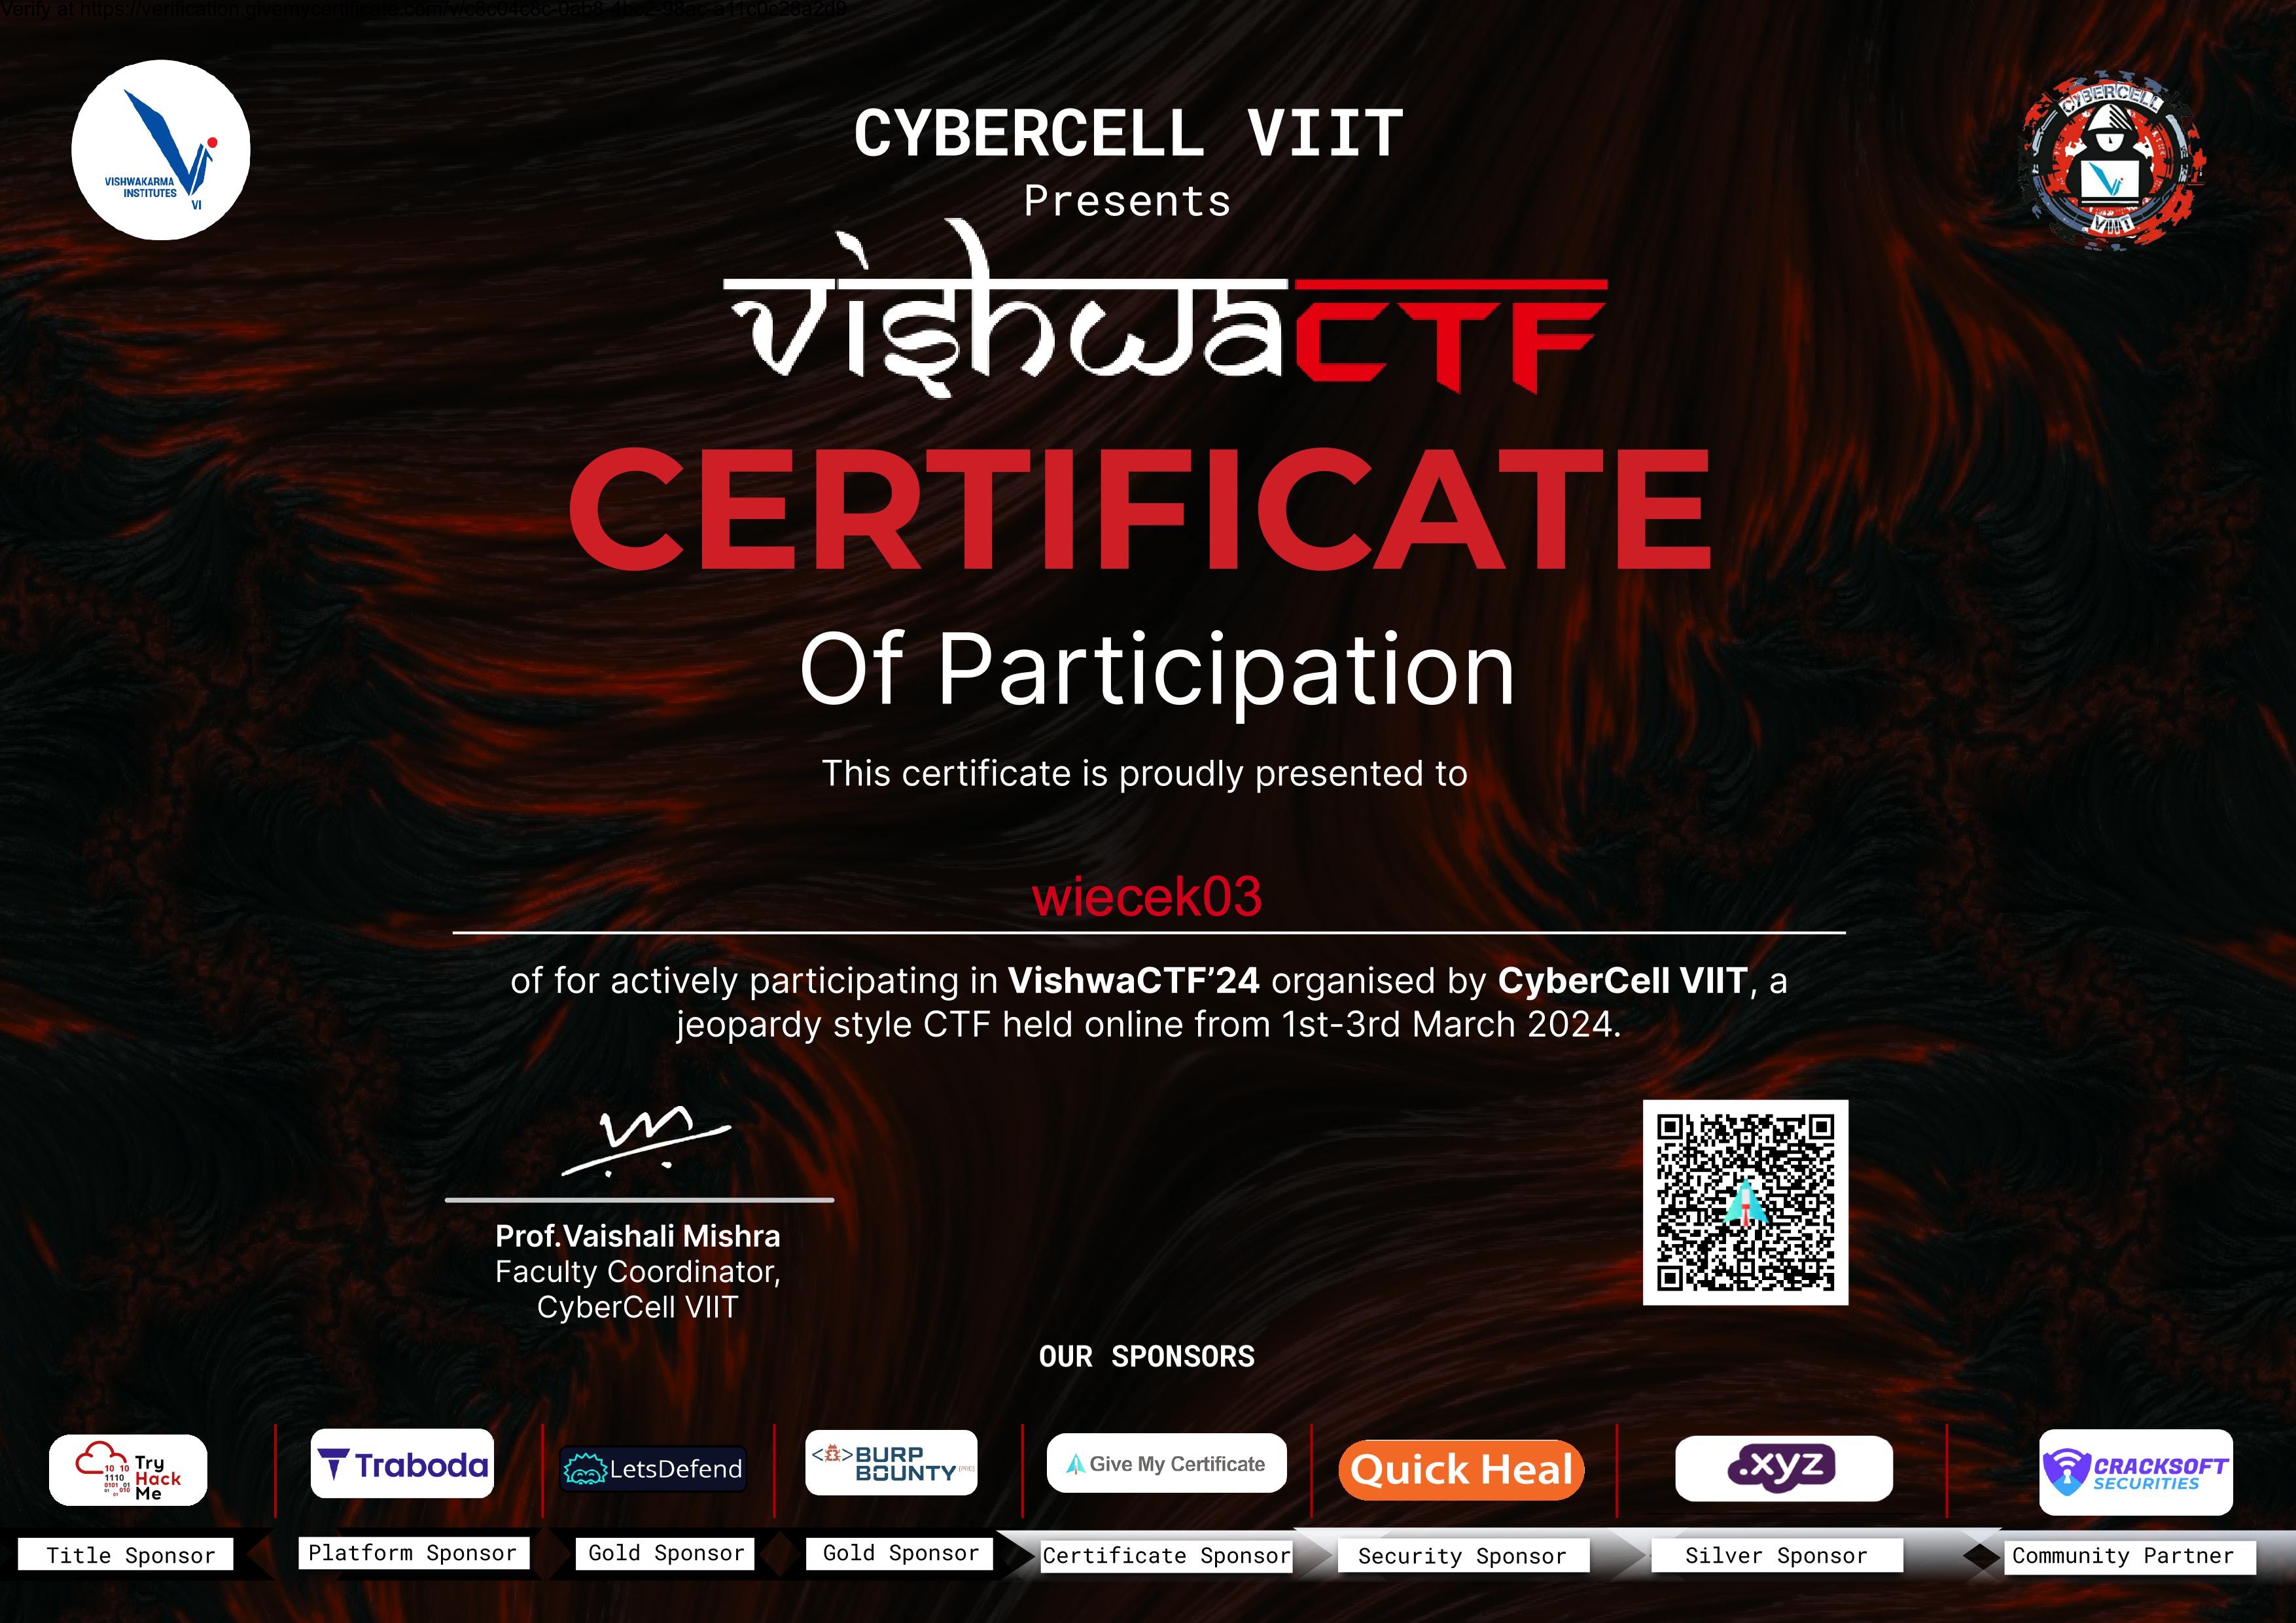 Verify at https://verification.givemycertificate.com/v/
VISHWAKARMA
INSTITUTES
VI
CYBERCELL
VIIT
CYBERCELL VIIT
Presents
vishwaCTF
CERTIFICATE
Of Participation
This certificate is proudly presented to
wiecek03
of for actively participating in VishwaCTF’24 organised by CyberCell VIIT, a
jeopardy style CTF held online from 1st-3rd March 2024.
Prof.Vaishali Mishra
Faculty Coordinator,
CyberCell VIIT
OUR SPONSORS
Try
Hack
Me
Traboda
LetsDefend
<>BURP
BOUNTY
Give My Certificate
Quick Heal
.xyz
CRACKSOFT
SECURITIES
Title Sponsor
Platform Sponsor
Gold Sponsor
Gold Sponsor
Certificate Sponsor
Security Sponsor
Silver Sponsor
Community Partner